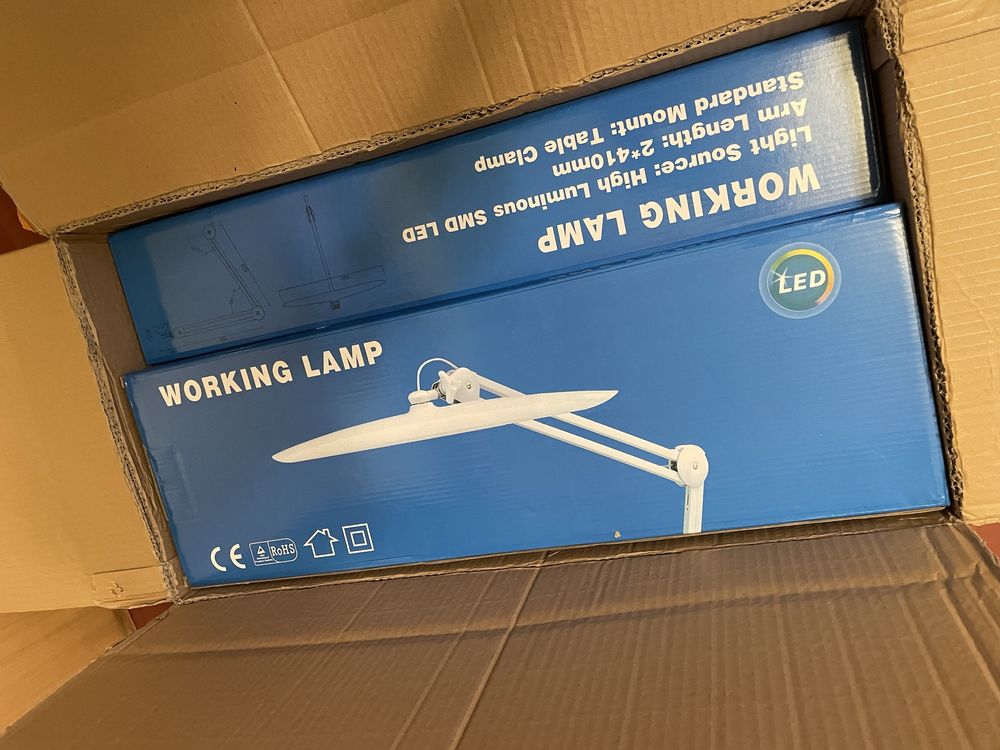 WORKING LAMP
Light Source: High Luminous SMD LED
Arm Length: 2*410mm
Standard Mount: Table Clamp
WORKING LAMP
LED
CE
RoHS